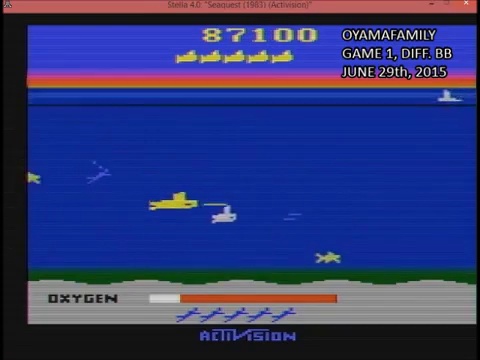 Stella 4.0: "Seaquest (1983) (Activision)"
87100
OYAMAFAMILY
GAME 1, DIFF. BB
JUNE 29th, 2015
OXYGEN
ACTIVISION